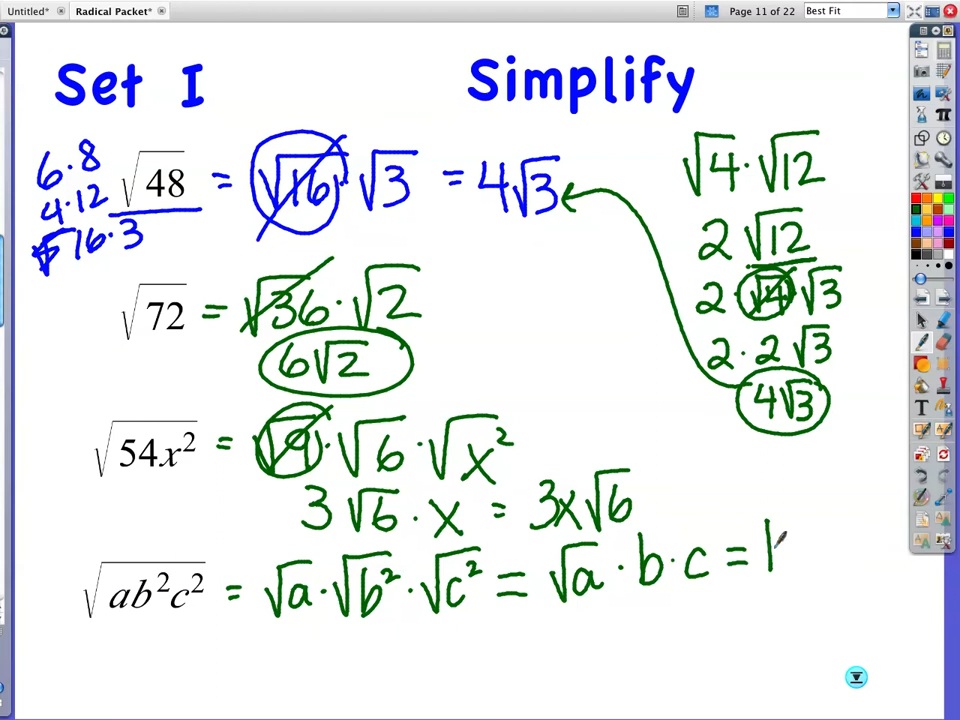 Untitled*
Radical Packet*
Page 11 of 22
Best Fit
Set I
Simplify
6·8
4·12
16·3
√48 = √16 · √3 = 4√3
√4 · √12
2 √12
2 · √4 √3
2 · 2 √3
4√3
√72 = √36 · √2
6√2
√54x² = √9 · √6 · √x²
3 √6 · x = 3x√6
√ab²c² = √a · √b² · √c² = √a · b · c =